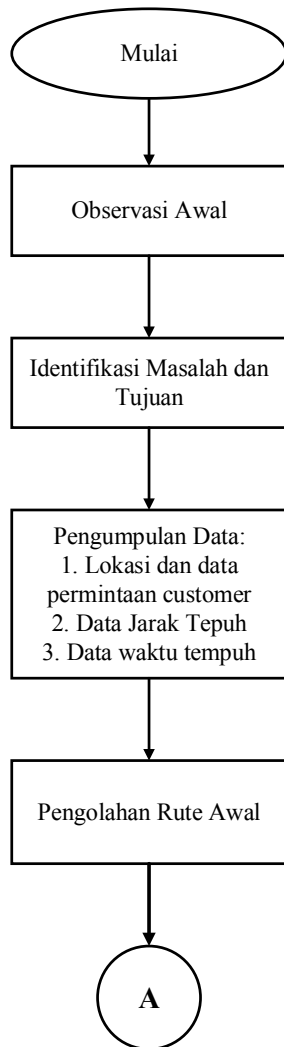 Mulai
Observasi Awal
Identifikasi Masalah dan
Tujuan
Pengumpulan Data:
1. Lokasi dan data
permintaan customer
2. Data Jarak Tepuh
3. Data waktu tempuh
Pengolahan Rute Awal
A